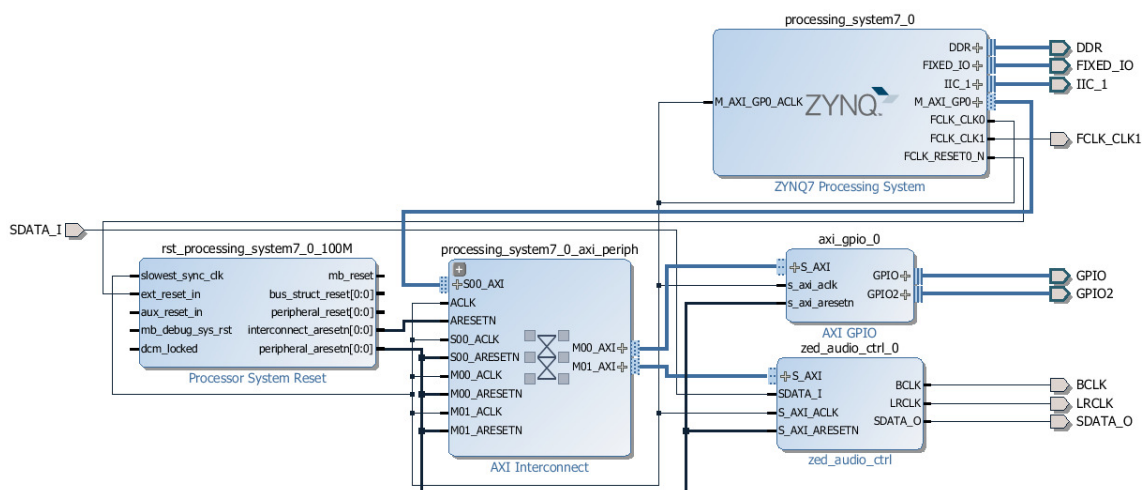 processing_system7_0
DDR
FIXED_IO
IIC_1
M_AXI_GP0
M_AXI_GP0_ACLK
ZYNQ
FCLK_CLK0
FCLK_CLK1
FCLK_RESET0_N
ZYNQ7 Processing System
DDR
FIXED_IO
IIC_1
FCLK_CLK1
SDATA_I
rst_processing_system7_0_100M
slowest_sync_clk
ext_reset_in
aux_reset_in
mb_debug_sys_rst
dcm_locked
mb_reset
bus_struct_reset[0:0]
peripheral_reset[0:0]
interconnect_aresetn[0:0]
peripheral_aresetn[0:0]
Processor System Reset
processing_system7_0_axi_periph
S00_AXI
ACLK
ARESETN
S00_ACLK
S00_ARESETN
M00_ACLK
M00_ARESETN
M01_ACLK
M01_ARESETN
M00_AXI
M01_AXI
AXI Interconnect
axi_gpio_0
S_AXI
s_axi_aclk
s_axi_aresetn
GPIO
GPIO2
AXI GPIO
GPIO
GPIO2
zed_audio_ctrl_0
S_AXI
SDATA_I
S_AXI_ACLK
S_AXI_ARESETN
BCLK
LRCLK
SDATA_O
zed_audio_ctrl
BCLK
LRCLK
SDATA_O